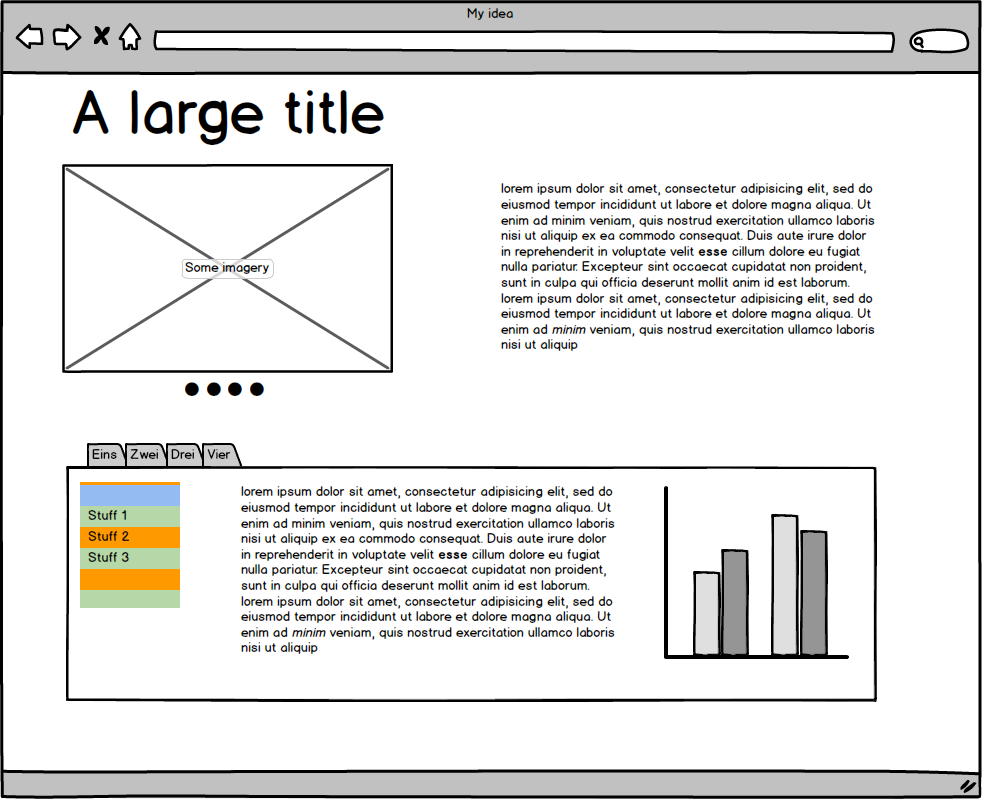 My idea
A large title
Some imagery
lorem ipsum dolor sit amet, consectetur adipisicing elit, sed do
eiusmod tempor incididunt ut labore et dolore magna aliqua. Ut
enim ad minim veniam, quis nostrud exercitation ullamco laboris
nisi ut aliquip ex ea commodo consequat. Duis aute irure dolor
in reprehenderit in voluptate velit esse cillum dolore eu fugiat
nulla pariatur. Excepteur sint occaecat cupidatat non proident,
sunt in culpa qui officia deserunt mollit anim id est laborum.
lorem ipsum dolor sit amet, consectetur adipisicing elit, sed do
eiusmod tempor incididunt ut labore et dolore magna aliqua. Ut
enim ad minim veniam, quis nostrud exercitation ullamco laboris
nisi ut aliquip
Eins Zwei Drei Vier
Stuff 1
Stuff 2
Stuff 3
lorem ipsum dolor sit amet, consectetur adipisicing elit, sed do
eiusmod tempor incididunt ut labore et dolore magna aliqua. Ut
enim ad minim veniam, quis nostrud exercitation ullamco laboris
nisi ut aliquip ex ea commodo consequat. Duis aute irure dolor
in reprehenderit in voluptate velit esse cillum dolore eu fugiat
nulla pariatur. Excepteur sint occaecat cupidatat non proident,
sunt in culpa qui officia deserunt mollit anim id est laborum.
lorem ipsum dolor sit amet, consectetur adipisicing elit, sed do
eiusmod tempor incididunt ut labore et dolore magna aliqua. Ut
enim ad minim veniam, quis nostrud exercitation ullamco laboris
nisi ut aliquip